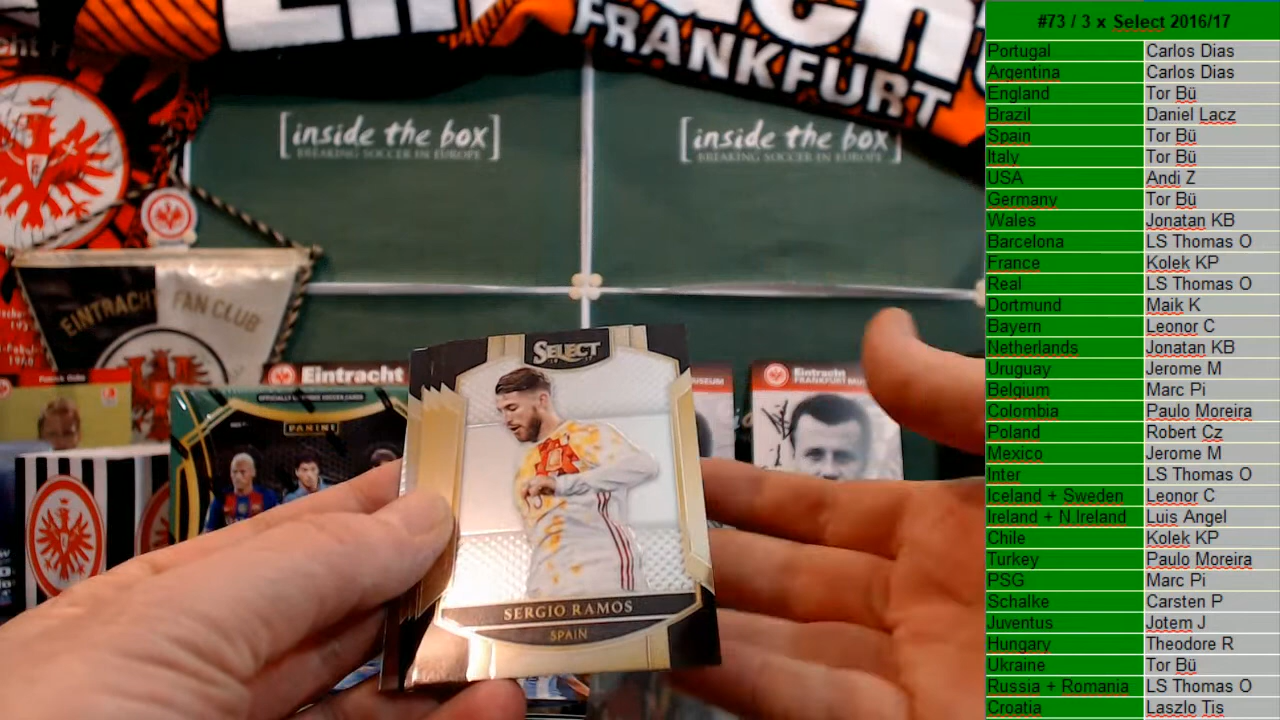 FRANKFURT
[inside the box]
BREAKING SOCCER IN EUROPE
[inside the box]
BREAKING SOCCER IN EUROPE
EINTRACHT FAN CLUB
Eintracht
Eintracht
FRANKFURT
PANINI
SELECT
SERGIO RAMOS
SPAIN
#73 / 3 x Select 2016/17
Portugal Carlos Dias
Argentina Carlos Dias
England Tor Bü
Brazil Daniel Lacz
Spain Tor Bü
Italy Tor Bü
USA Andi Z
Germany Tor Bü
Wales Jonatan KB
Barcelona LS Thomas O
France Kolek KP
Real LS Thomas O
Dortmund Maik K
Bayern Leonor C
Netherlands Jonatan KB
Uruguay Jerome M
Belgium Marc Pi
Colombia Paulo Moreira
Poland Robert Cz
Mexico Jerome M
Inter LS Thomas O
Iceland + Sweden Leonor C
Ireland + N.Ireland Luis Angel
Chile Kolek KP
Turkey Paulo Moreira
PSG Marc Pi
Schalke Carsten P
Juventus Jotem J
Hungary Theodore R
Ukraine Tor Bü
Russia + Romania LS Thomas O
Croatia Laszlo Tis